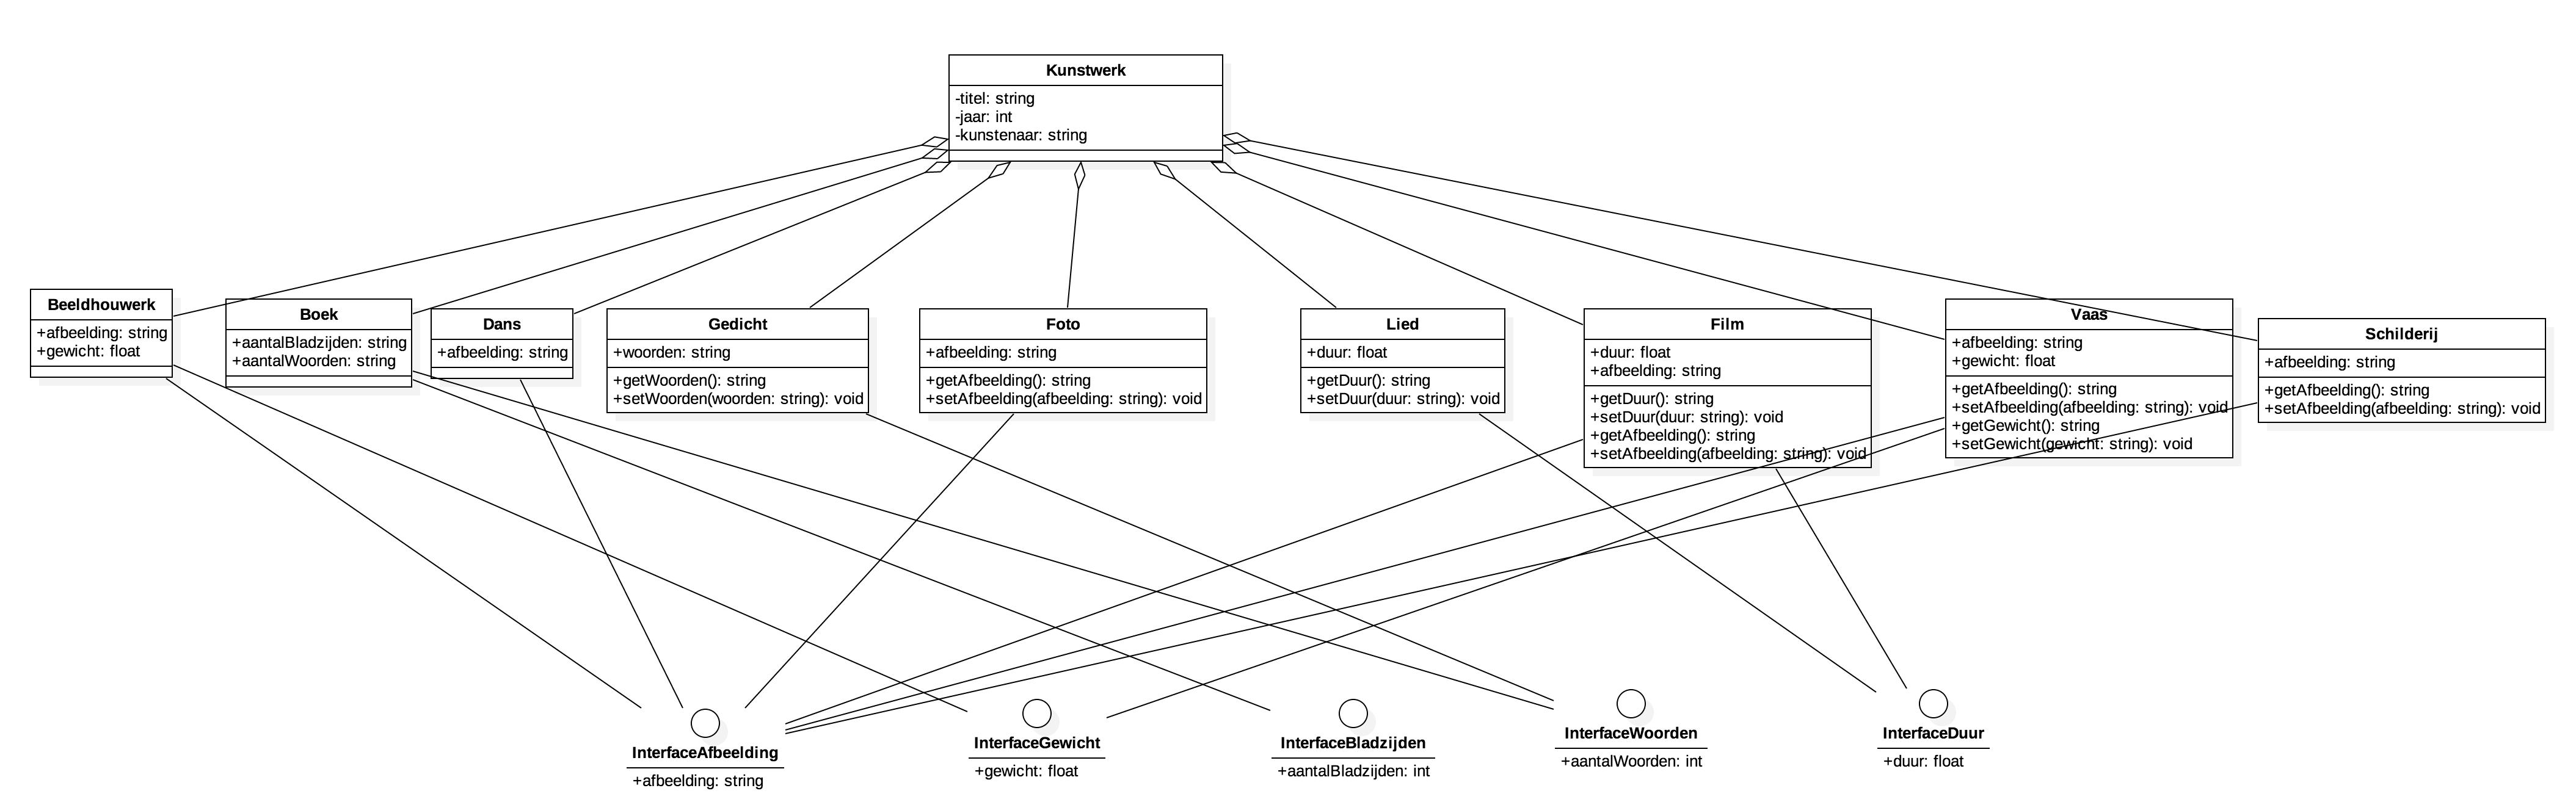 Kunstwerk
-titel: string
-jaar: int
-kunstenaar: string
Beeldhouwerk
+afbeelding: string
+gewicht: float
Boek
+aantalBladzijden: string
+aantalWoorden: string
Dans
+afbeelding: string
Gedicht
+woorden: string
+getWoorden(): string
+setWoorden(woorden: string): void
Foto
+afbeelding: string
+getAfbeelding(): string
+setAfbeelding(afbeelding: string): void
Lied
+duur: float
+getDuur(): string
+setDuur(duur: string): void
Film
+duur: float
+afbeelding: string
+getDuur(): string
+setDuur(duur: string): void
+getAfbeelding(): string
+setAfbeelding(afbeelding: string): void
Vaas
+afbeelding: string
+gewicht: float
+getAfbeelding(): string
+setAfbeelding(afbeelding: string): void
+getGewicht(): string
+setGewicht(gewicht: string): void
Schilderij
+afbeelding: string
+getAfbeelding(): string
+setAfbeelding(afbeelding: string): void
InterfaceAfbeelding
+afbeelding: string
InterfaceGewicht
+gewicht: float
InterfaceBladzijden
+aantalBladzijden: int
InterfaceWoorden
+aantalWoorden: int
InterfaceDuur
+duur: float